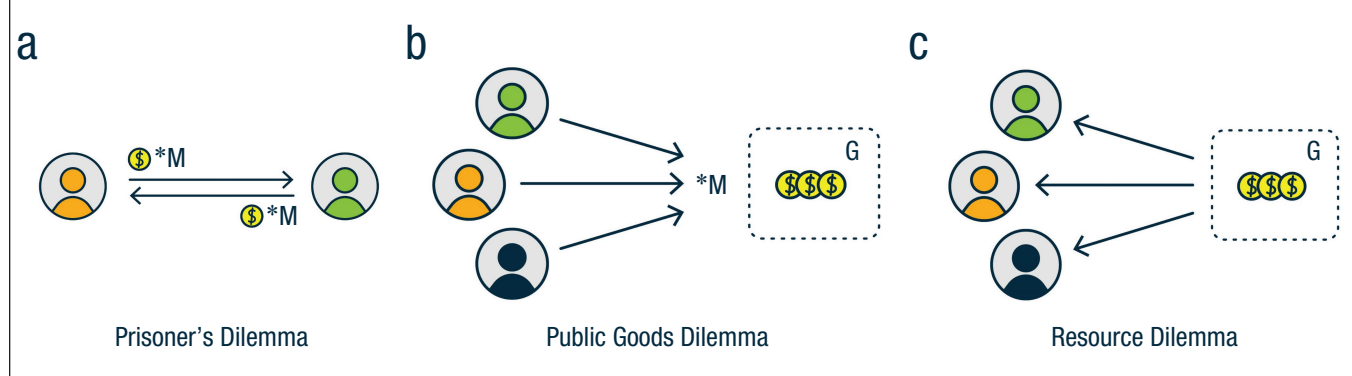 a
$ *M
$ *M
Prisoner's Dilemma
b
*M
G
$$$
Public Goods Dilemma
c
G
$$$
Resource Dilemma